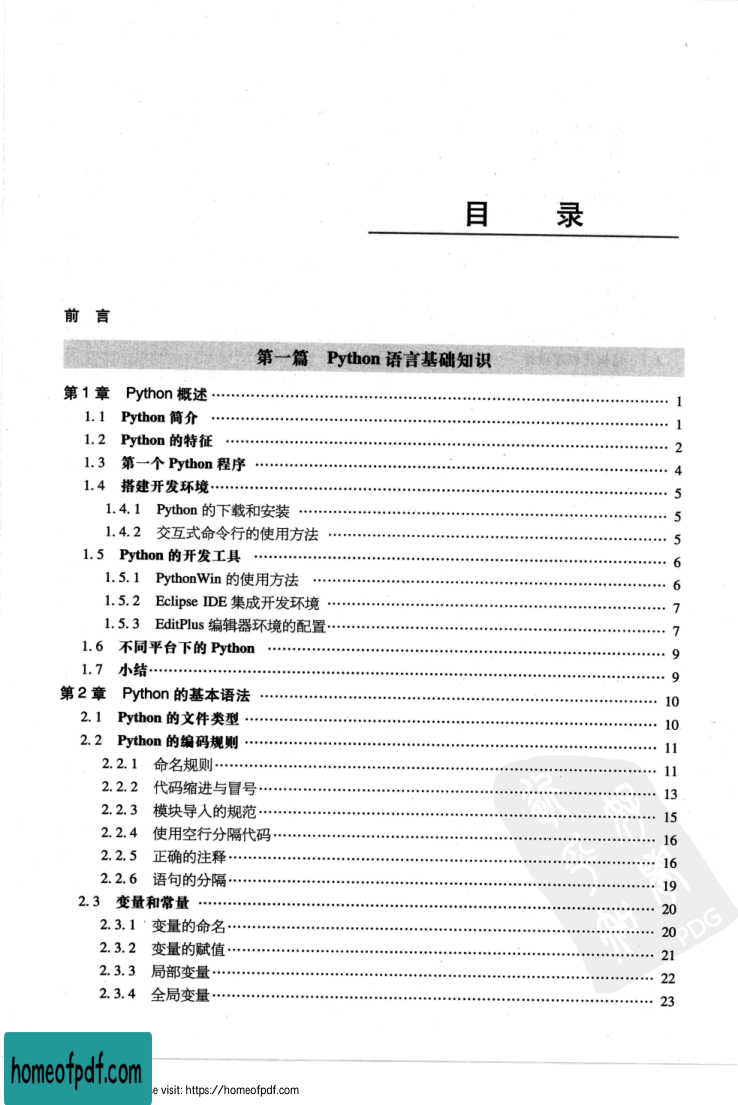 目 录
前 言
第一篇 Python 语言基础知识
第 1 章 Python 概述 …… 1
1.1 Python 简介 …… 1
1.2 Python 的特征 …… 2
1.3 第一个 Python 程序 …… 4
1.4 搭建开发环境 …… 5
1.4.1 Python 的下载和安装 …… 5
1.4.2 交互式命令行的使用方法 …… 5
1.5 Python 的开发工具 …… 6
1.5.1 PythonWin 的使用方法 …… 6
1.5.2 Eclipse IDE 集成开发环境 …… 7
1.5.3 EditPlus 编辑器环境的配置 …… 7
1.6 不同平台下的 Python …… 9
1.7 小结 …… 9
第 2 章 Python 的基本语法 …… 10
2.1 Python 的文件类型 …… 10
2.2 Python 的编码规则 …… 11
2.2.1 命名规则 …… 11
2.2.2 代码缩进与冒号 …… 13
2.2.3 模块导入的规范 …… 15
2.2.4 使用空行分隔代码 …… 16
2.2.5 正确的注释 …… 16
2.2.6 语句的分隔 …… 19
2.3 变量和常量 …… 20
2.3.1 变量的命名 …… 20
2.3.2 变量的赋值 …… 21
2.3.3 局部变量 …… 22
2.3.4 全局变量 …… 23
PDG
homeofpdf.com
e visit: https://homeofpdf.com